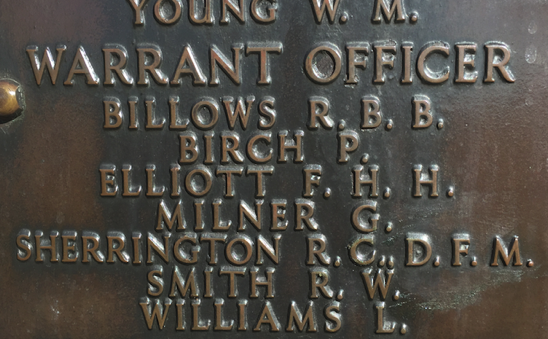 YOUNG W. M.
WARRANT OFFICER
BILLOWS R. B. B.
BIRCH P.
ELLIOTT F. H. H.
MILNER G.
SHERRINGTON R. C., D. F. M.
SMITH R. W.
WILLIAMS L.